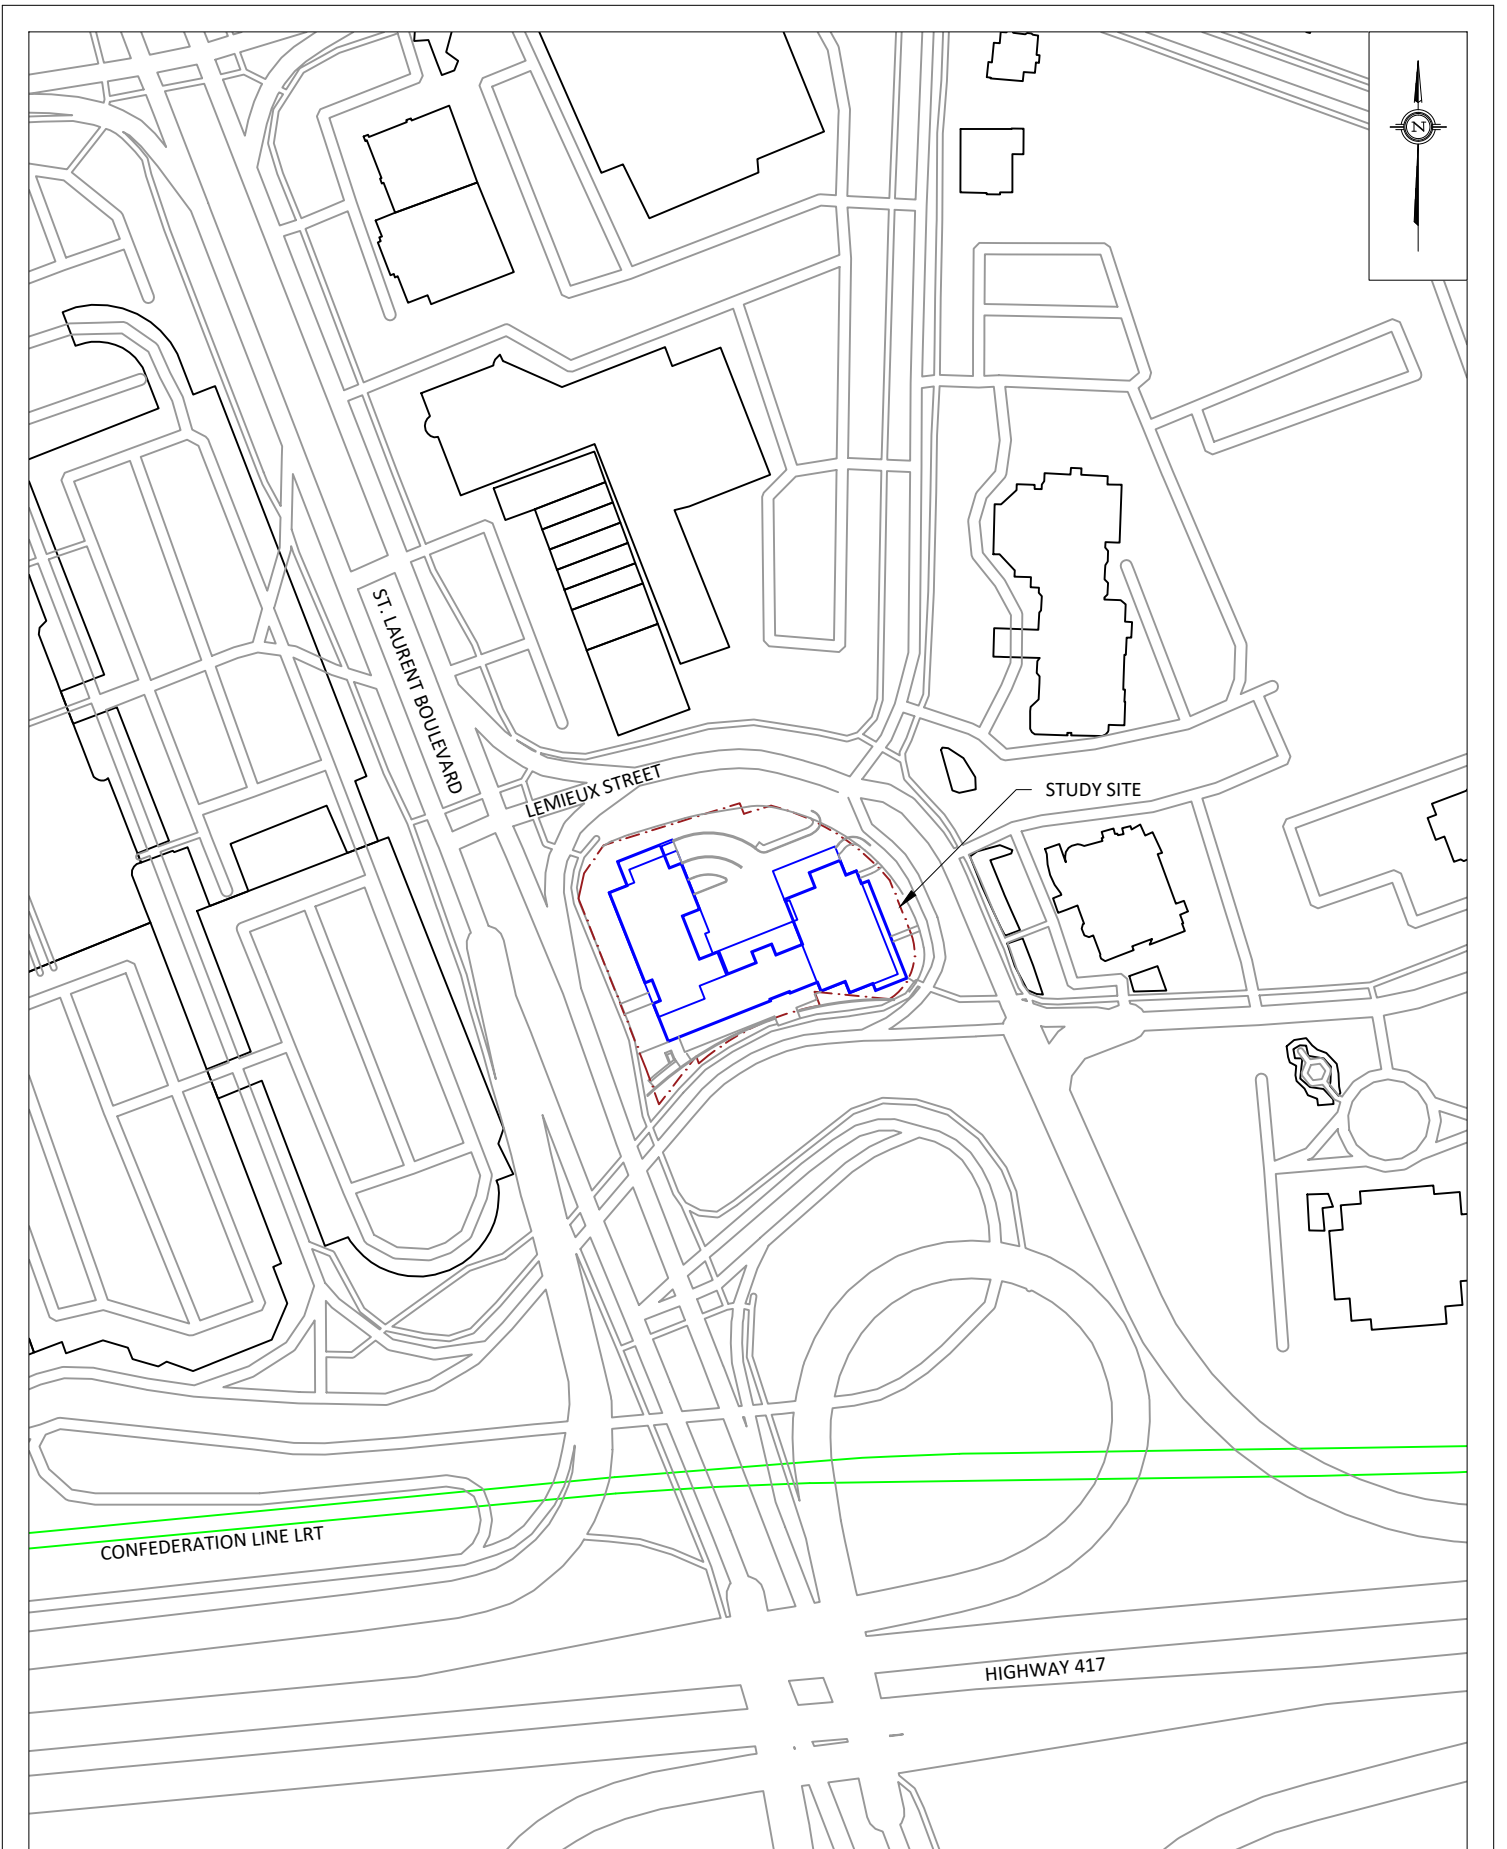 N
ST. LAURENT BOULEVARD
LEMIEUX STREET
STUDY SITE
CONFEDERATION LINE LRT
HIGHWAY 417